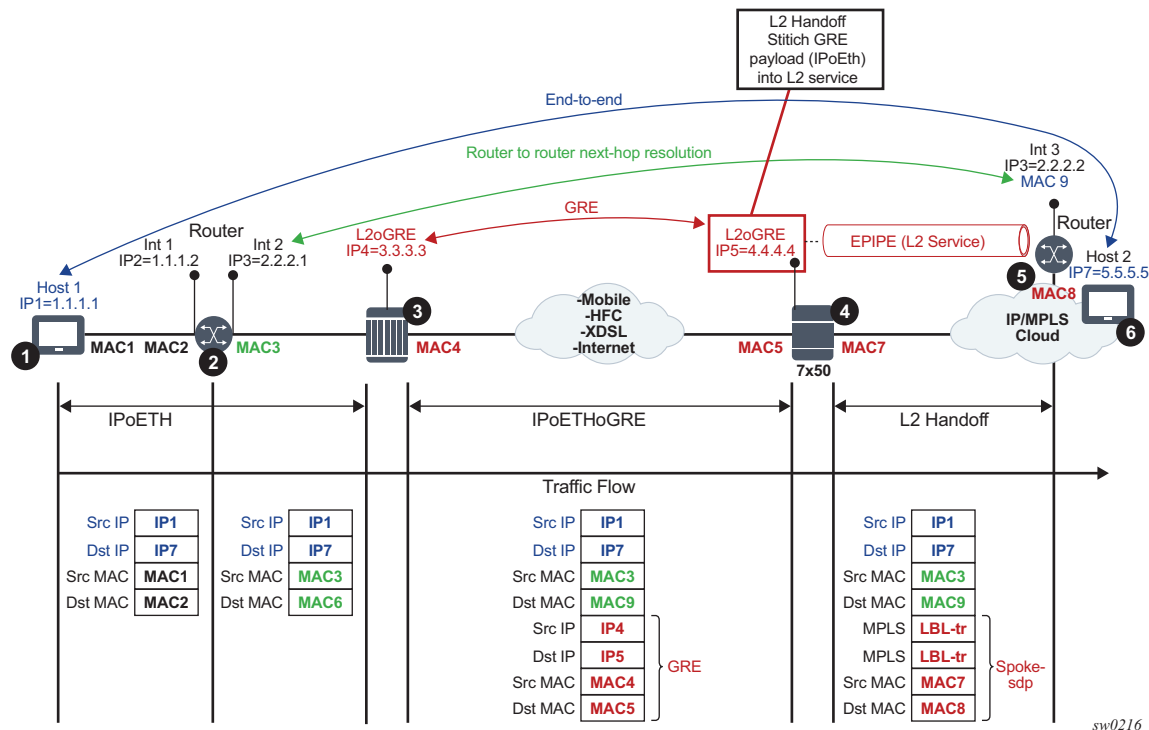 L2 Handoff
Stitich GRE
payload (IPoEth)
into L2 service
End-to-end
Router to router next-hop resolution
GRE
Int 3
IP3=2.2.2.2
MAC 9
Router
Int 1
IP2=1.1.1.2
Router
Int 2
IP3=2.2.2.1
L2oGRE
IP4=3.3.3.3
L2oGRE
IP5=4.4.4.4
EPIPE (L2 Service)
Host 1
IP1=1.1.1.1
Host 2
IP7=5.5.5.5
1
MAC1
MAC2
2
MAC3
3
MAC4
-Mobile
-HFC
-XDSL
-Internet
MAC5
4
MAC7
7x50
5
MAC8
IP/MPLS
Cloud
6
IPoETH
IPoETHoGRE
L2 Handoff
Traffic Flow
Src IP IP1
Dst IP IP7
Src MAC MAC1
Dst MAC MAC2
Src IP IP1
Dst IP IP7
Src MAC MAC3
Dst MAC MAC6
Src IP IP1
Dst IP IP7
Src MAC MAC3
Dst MAC MAC9
Src IP IP4
Dst IP IP5
Src MAC MAC4
Dst MAC MAC5
GRE
Src IP IP1
Dst IP IP7
Src MAC MAC3
Dst MAC MAC9
MPLS LBL-tr
MPLS LBL-tr
Src MAC MAC7
Dst MAC MAC8
Spoke-
sdp
sw0216